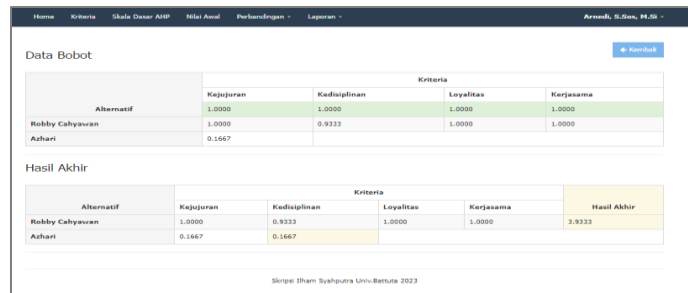 Home Kriteria Skala Dasar AHP Nilai Awal Perbandingan Laporan Arnedi, S.Sos, M.Si
Data Bobot
Kembali
Kriteria
Alternatif Kejujuran Kedisiplinan Loyalitas Kerjasama
1.0000 1.0000 1.0000 1.0000
Robby Cahyawan 1.0000 0.9333 1.0000 1.0000
Azhari 0.1667
Hasil Akhir
Kriteria
Alternatif Kejujuran Kedisiplinan Loyalitas Kerjasama Hasil Akhir
Robby Cahyawan 1.0000 0.9333 1.0000 1.0000 3.9333
Azhari 0.1667 0.1667
Skripsi Ilham Syahputra Univ.Battuta 2023